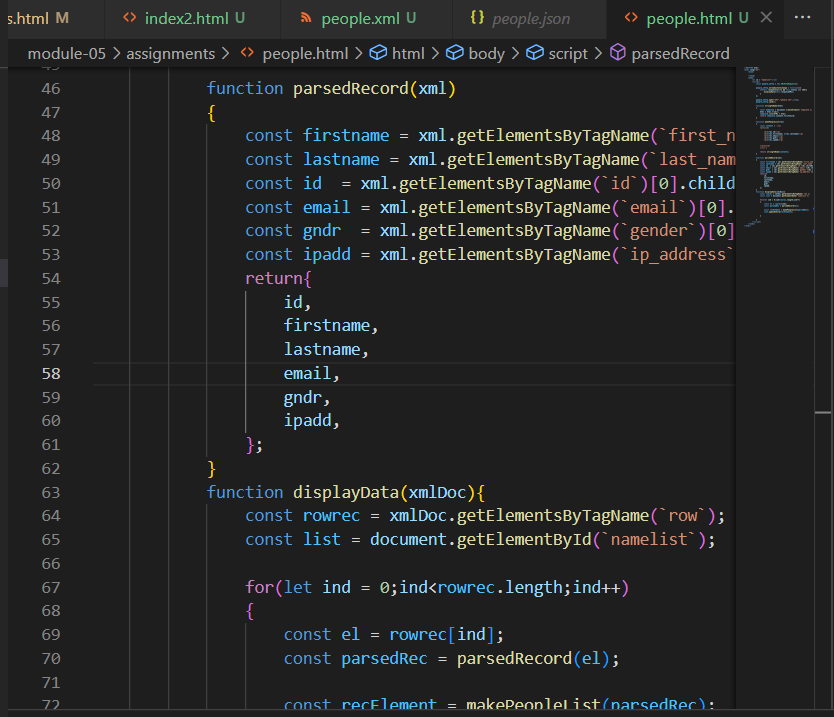 s.html M index2.html U people.xml U people.json people.html U
module-05 > assignments > people.html > html > body > script > parsedRecord
46 function parsedRecord(xml)
47 {
48 const firstname = xml.getElementsByTagName(`first_n
49 const lastname = xml.getElementsByTagName(`last_nam
50 const id  = xml.getElementsByTagName(`id`)[0].child
51 const email = xml.getElementsByTagName(`email`)[0].
52 const gndr  = xml.getElementsByTagName(`gender`)[0]
53 const ipadd = xml.getElementsByTagName(`ip_address`
54 return{
55 id,
56 firstname,
57 lastname,
58 email,
59 gndr,
60 ipadd,
61 };
62 }
63 function displayData(xmlDoc){
64 const rowrec = xmlDoc.getElementsByTagName(`row`);
65 const list = document.getElementById(`namelist`);
66
67 for(let ind = 0;ind<rowrec.length;ind++)
68 {
69 const el = rowrec[ind];
70 const parsedRec = parsedRecord(el);
71
72 const recElement = makePeopleList(parsedRec);